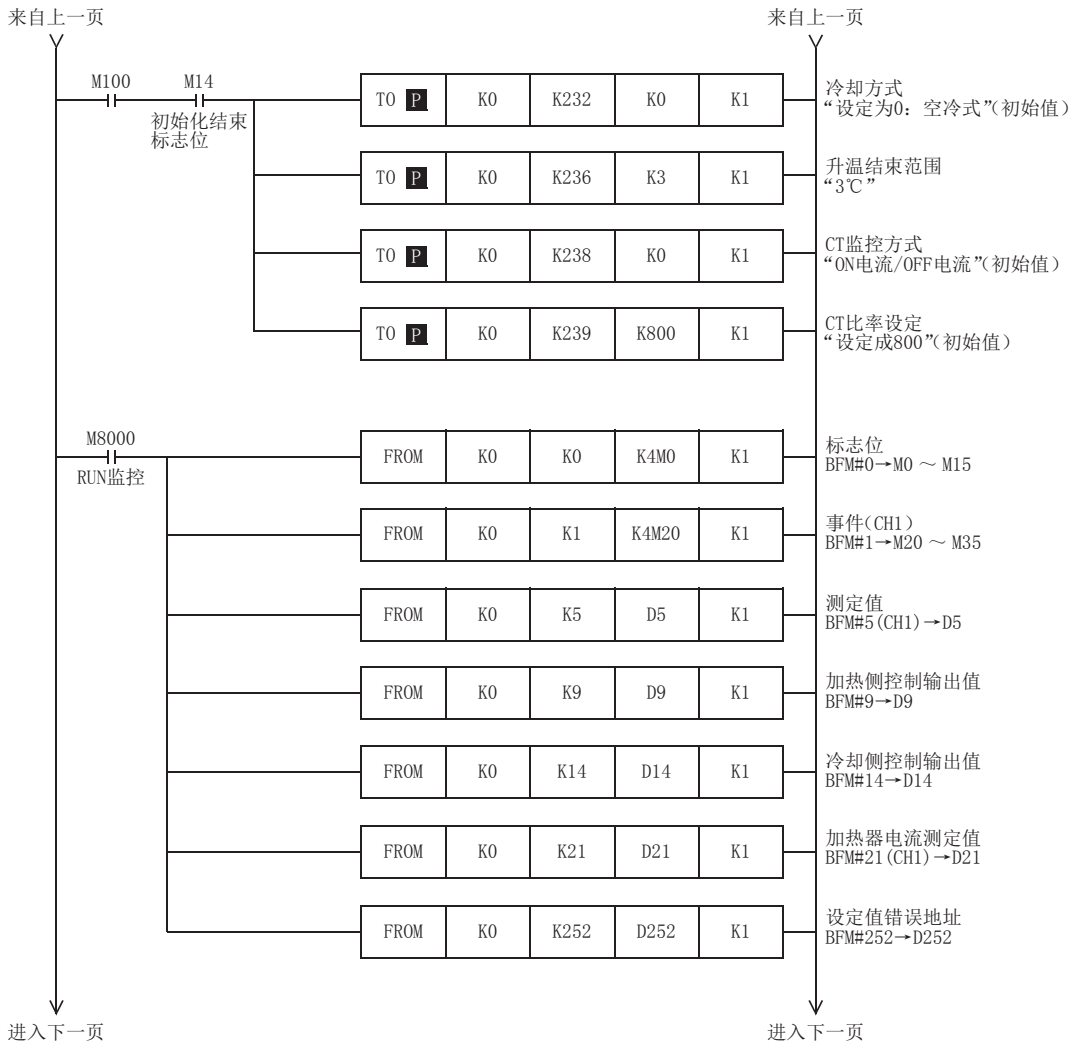 来自上一页 来自上一页
M100 M14
初始化结束
标志位
TO P K0 K232 K0 K1
冷却方式
“设定为0：空冷式”（初始值）
TO P K0 K236 K3 K1
升温结束范围
“3℃”
TO P K0 K238 K0 K1
CT监控方式
“ON电流/OFF电流”（初始值）
TO P K0 K239 K800 K1
CT比率设定
“设定成800”（初始值）
M8000
RUN监控
FROM K0 K0 K4M0 K1
标志位
BFM#0→M0 ～ M15
FROM K0 K1 K4M20 K1
事件（CH1）
BFM#1→M20 ～ M35
FROM K0 K5 D5 K1
测定值
BFM#5(CH1)→D5
FROM K0 K9 D9 K1
加热侧控制输出值
BFM#9→D9
FROM K0 K14 D14 K1
冷却侧控制输出值
BFM#14→D14
FROM K0 K21 D21 K1
加热器电流测定值
BFM#21(CH1)→D21
FROM K0 K252 D252 K1
设定值错误地址
BFM#252→D252
进入下一页 进入下一页